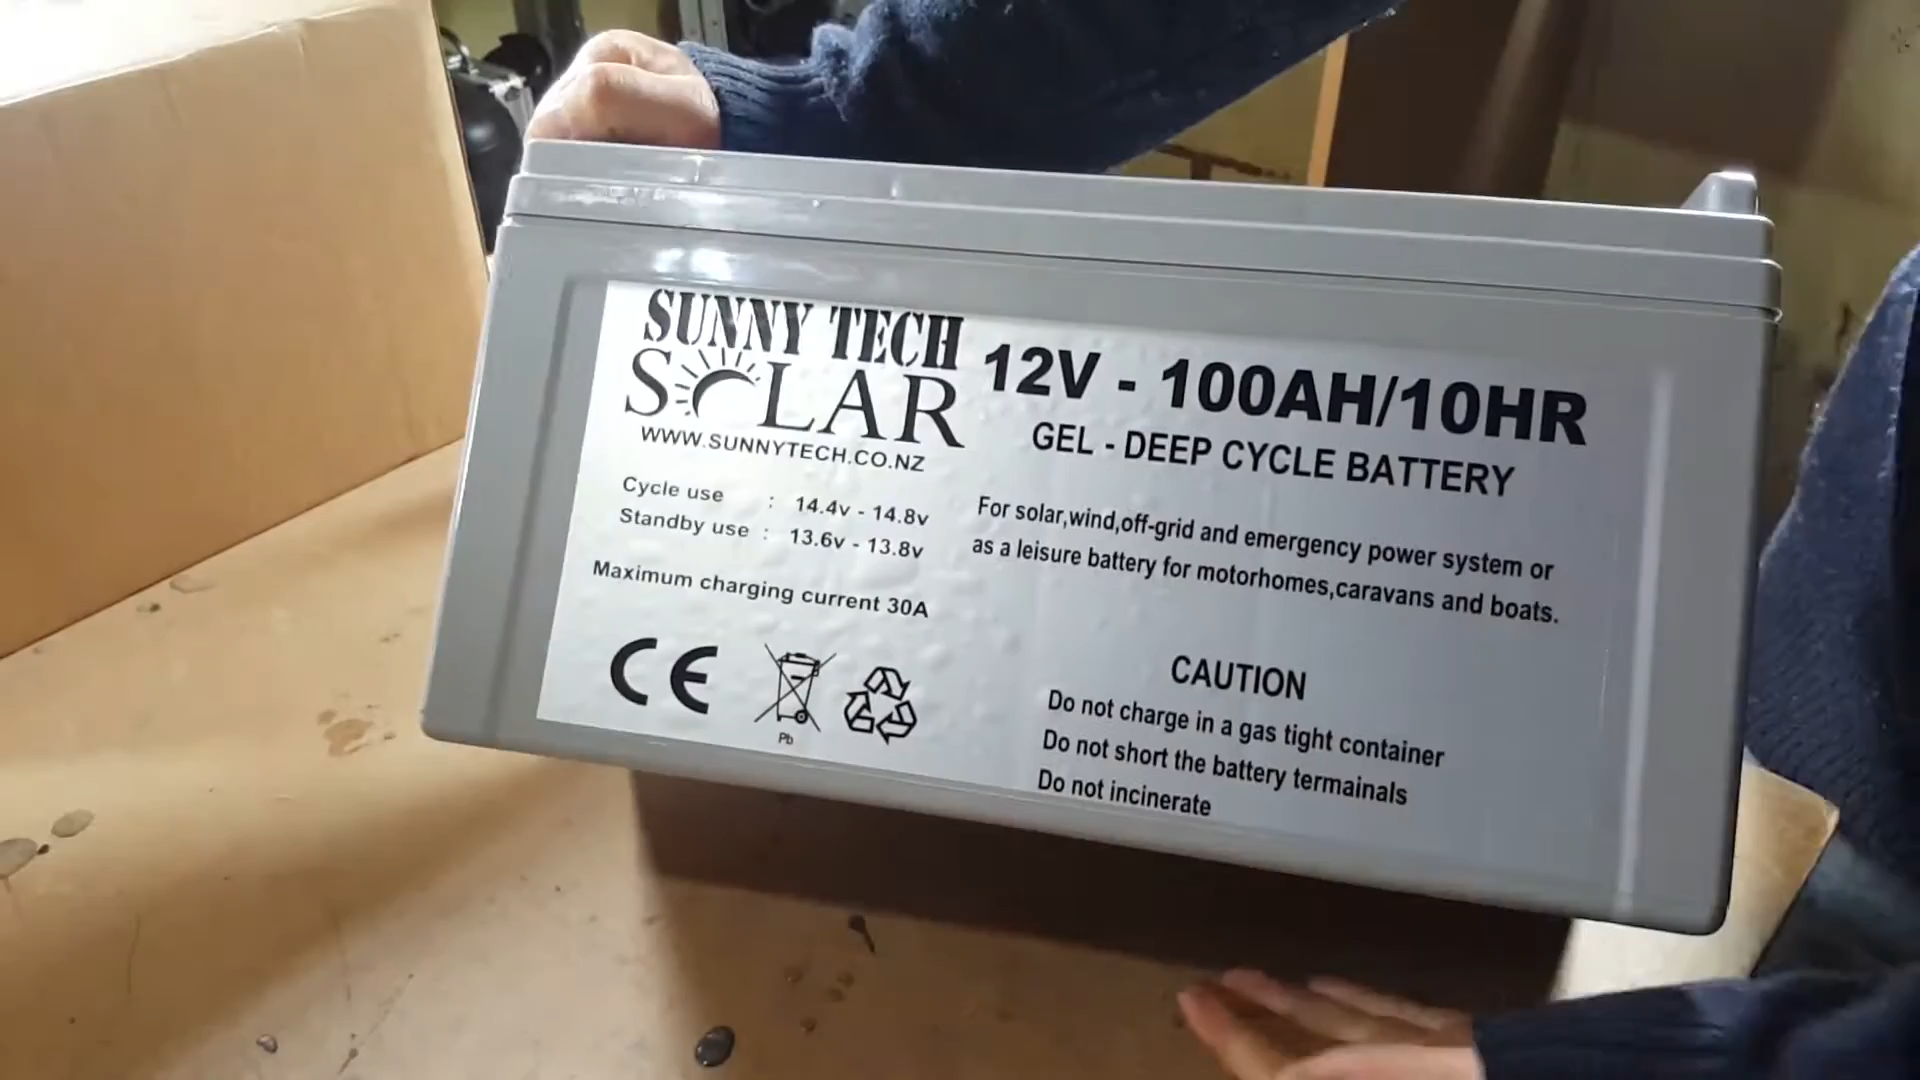 SUNNY TECH
SOLAR
WWW.SUNNYTECH.CO.NZ
12V - 100AH/10HR
GEL - DEEP CYCLE BATTERY
Cycle use : 14.4v - 14.8v
Standby use : 13.6v - 13.8v
Maximum charging current 30A
For solar,wind,off-grid and emergency power system or
as a leisure battery for motorhomes,caravans and boats.
CE
Pb
CAUTION
Do not charge in a gas tight container
Do not short the battery termainals
Do not incinerate